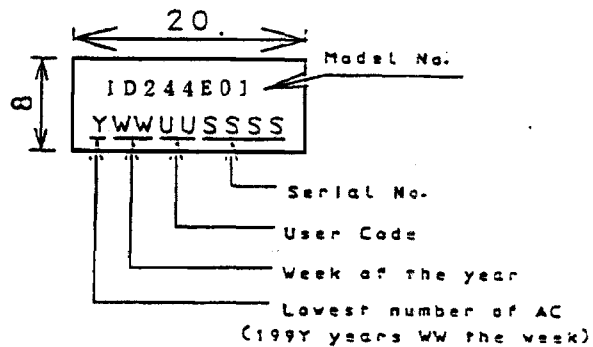 20.
Model No.
8
ID244E01
YWWUUSSSS
Serial No.
User Code
Week of the year
Lowest number of AC
(199Y years WW the week)